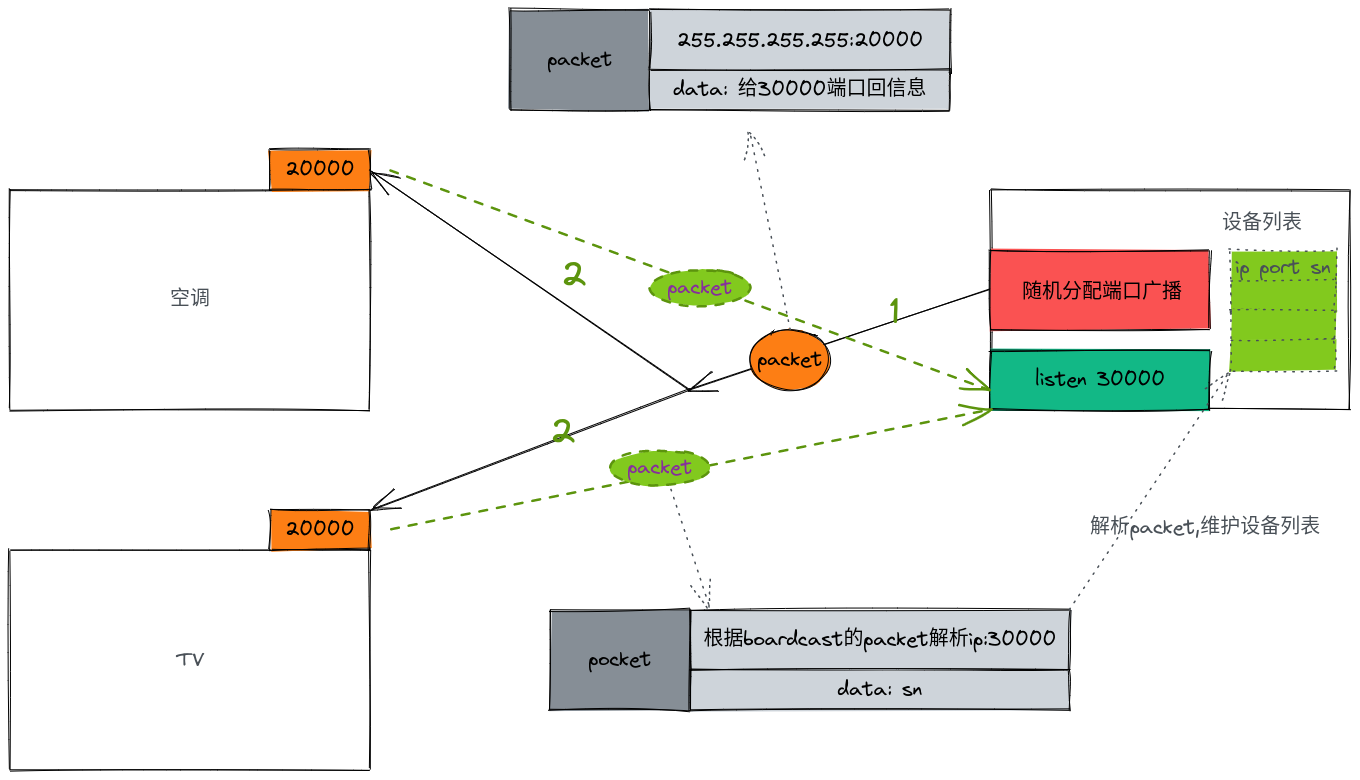 255.255.255.255:20000
packet
data: 给30000端口回信息
20000
空调
2
packet
1
packet
设备列表
随机分配端口广播
ip port sn
listen 30000
2
packet
20000
TV
解析packet,维护设备列表
根据boardcast的packet解析ip:30000
pocket
data: sn